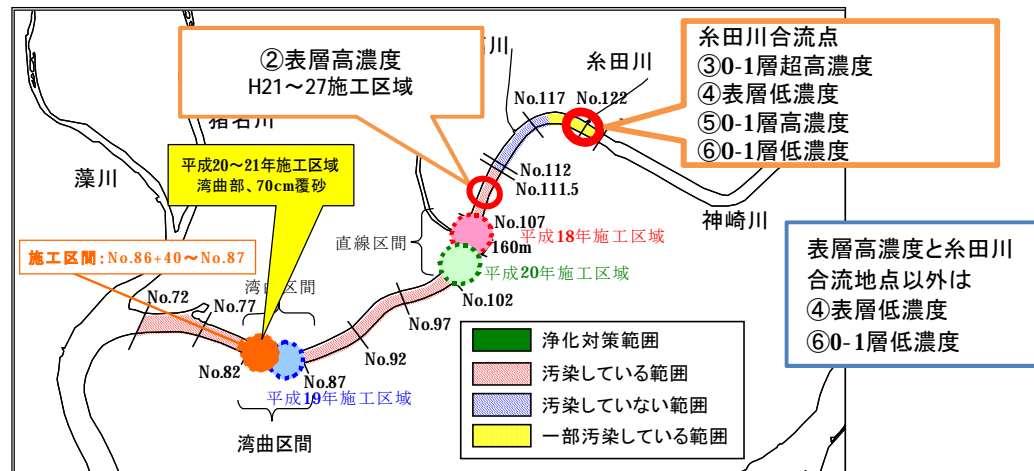 ②表層高濃度
H21～27施工区域
糸田川合流点
③0-1層超高濃度
④表層低濃度
⑤0-1層高濃度
⑥0-1層低濃度
川
糸田川
No.117
No.122
猪名川
平成20～21年施工区域
湾曲部、70cm覆砂
藻川
No.112
No.111.5
神崎川
No.107
直線区間
平成18年施工区域
160m
表層高濃度と糸田川
合流地点以外は
④表層低濃度
⑥0-1層低濃度
施工区間：No.86+40～No.87
平成20年施工区域
湾曲区間
No.72
No.77
No.102
No.97
No.92
No.82
No.87
平成19年施工区域
湾曲区間
浄化対策範囲
汚染している範囲
汚染していない範囲
一部汚染している範囲